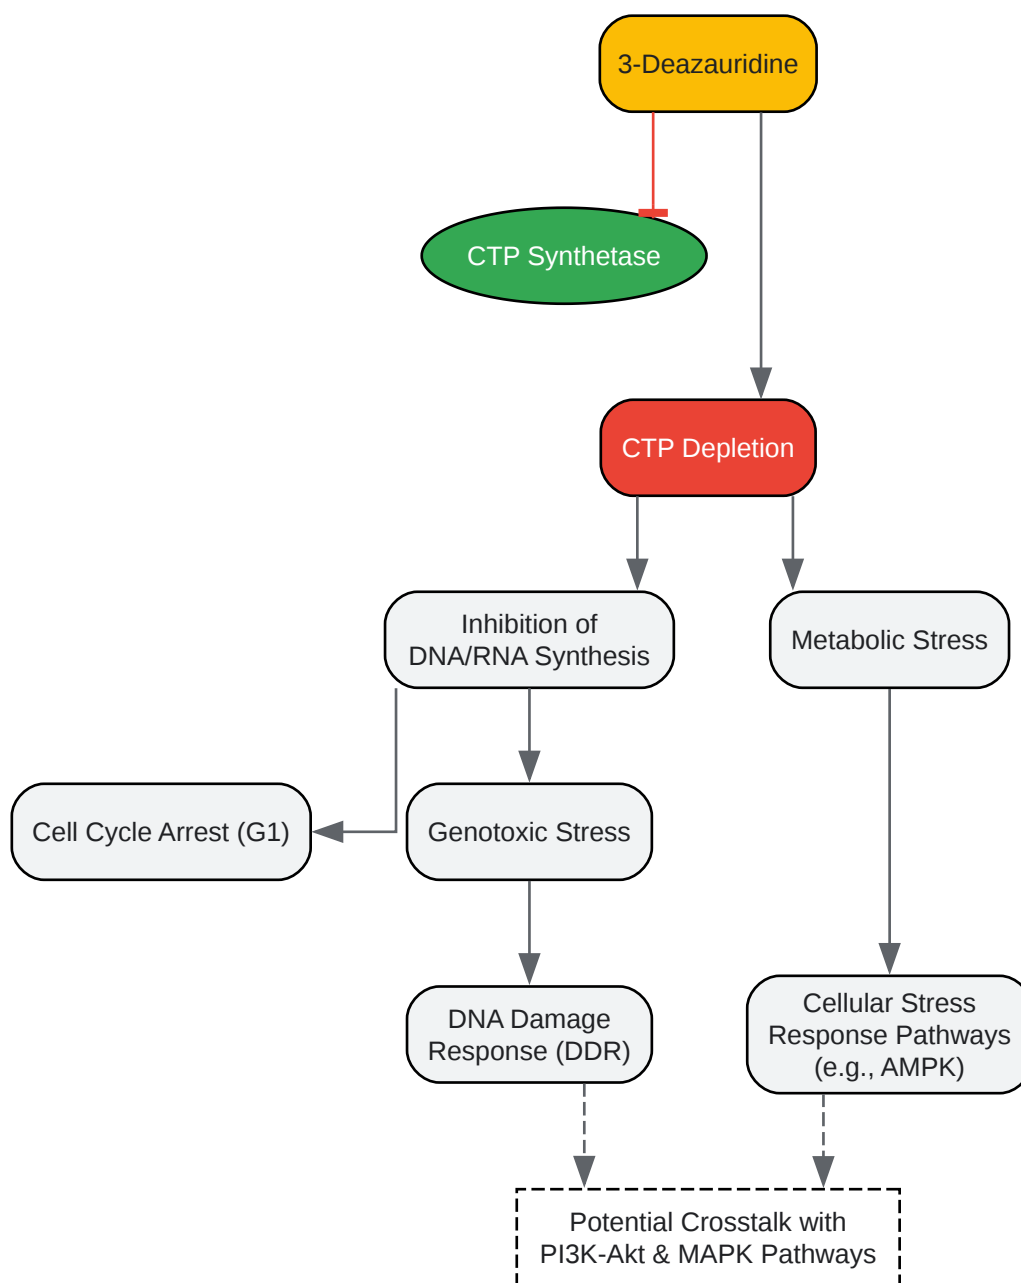 3-Deazauridine
CTP Synthetase
CTP Depletion
Inhibition of
DNA/RNA Synthesis
Metabolic Stress
Cell Cycle Arrest (G1)
Genotoxic Stress
DNA Damage
Response (DDR)
Cellular Stress
Response Pathways
(e.g., AMPK)
Potential Crosstalk with
PI3K-Akt & MAPK Pathways